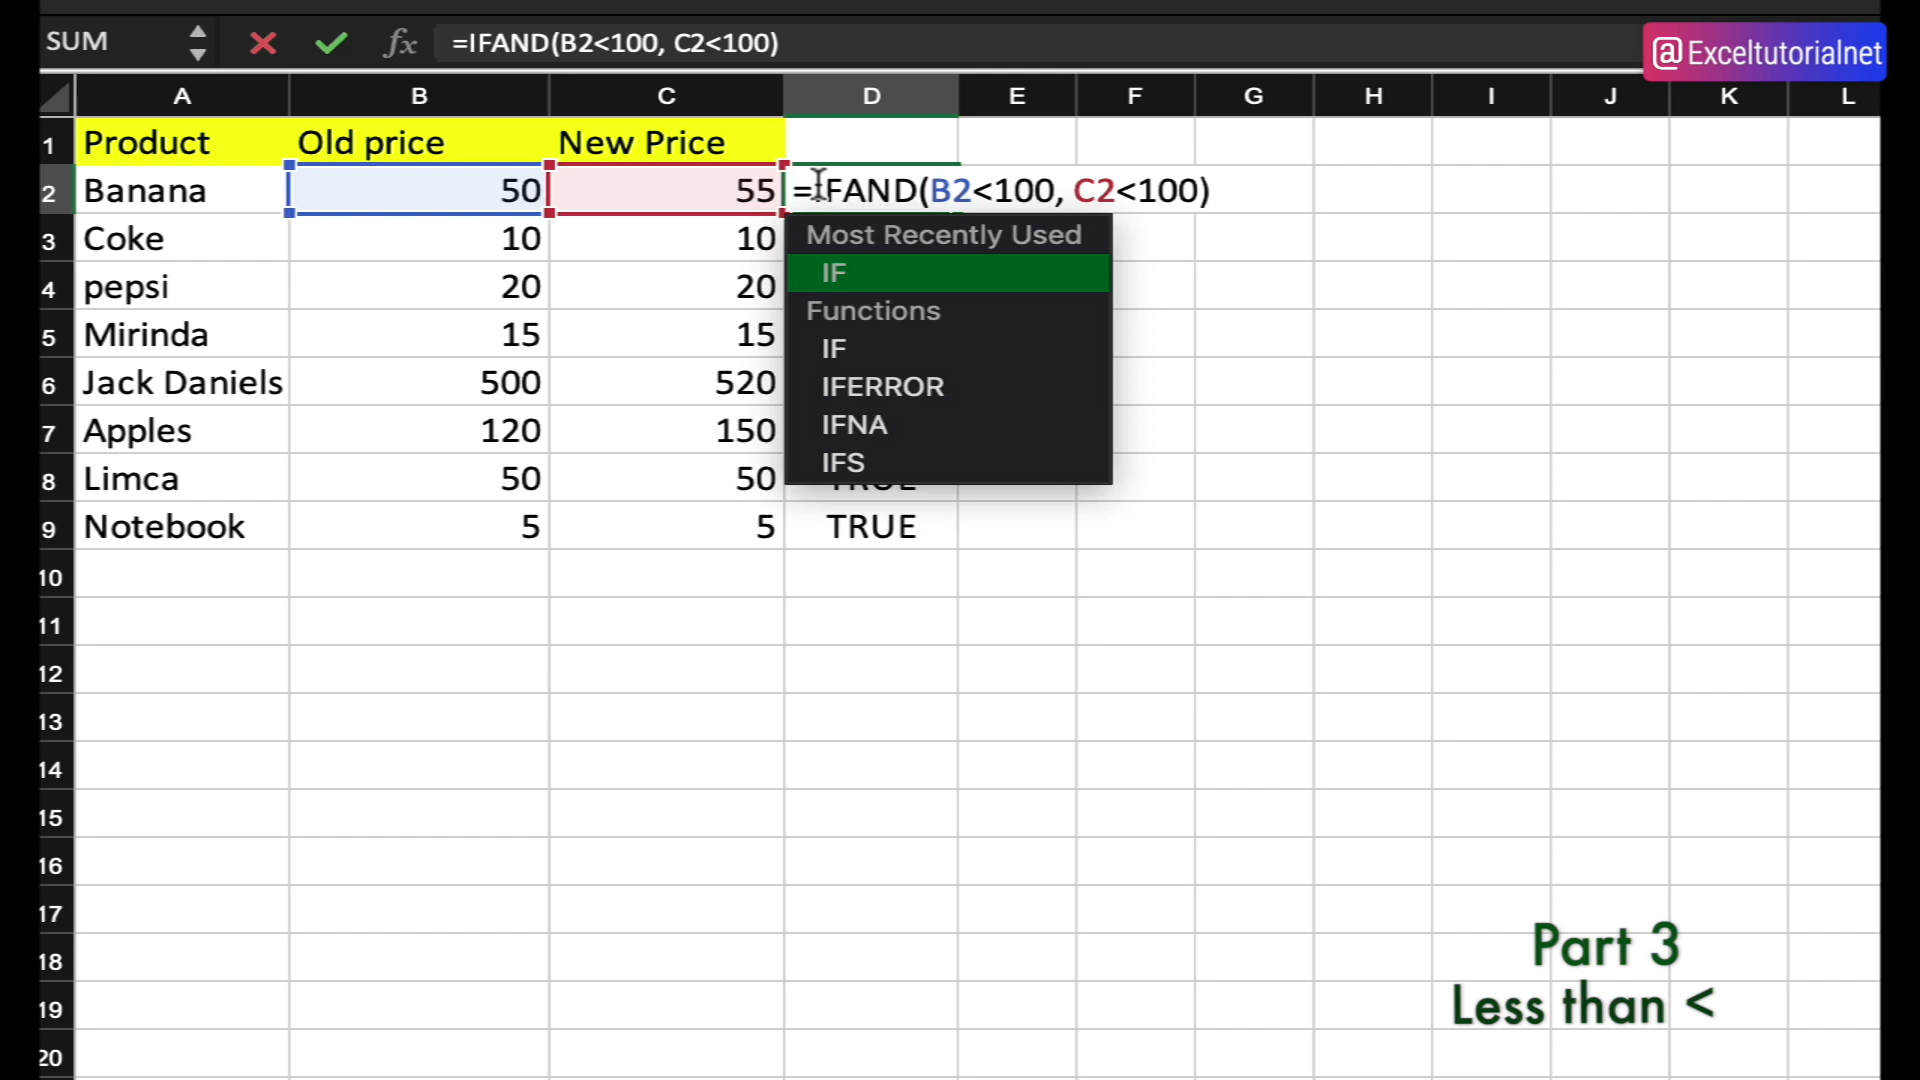 SUM
fx
=IFAND(B2<100, C2<100)
@Exceltutorialnet
A B C D E F G H I J K L
1 Product Old price New Price
2 Banana 50 55 =IFAND(B2<100, C2<100)
Most Recently Used
3 Coke 10 10
IF
4 pepsi 20 20
Functions
5 Mirinda 15 15
IF
6 Jack Daniels 500 520
IFERROR
7 Apples 120 150
IFNA
IFS
8 Limca 50 50 TRUE
9 Notebook 5 5 TRUE
10
11
12
13
14
15
16
17
18
19
20
Part 3
Less than <